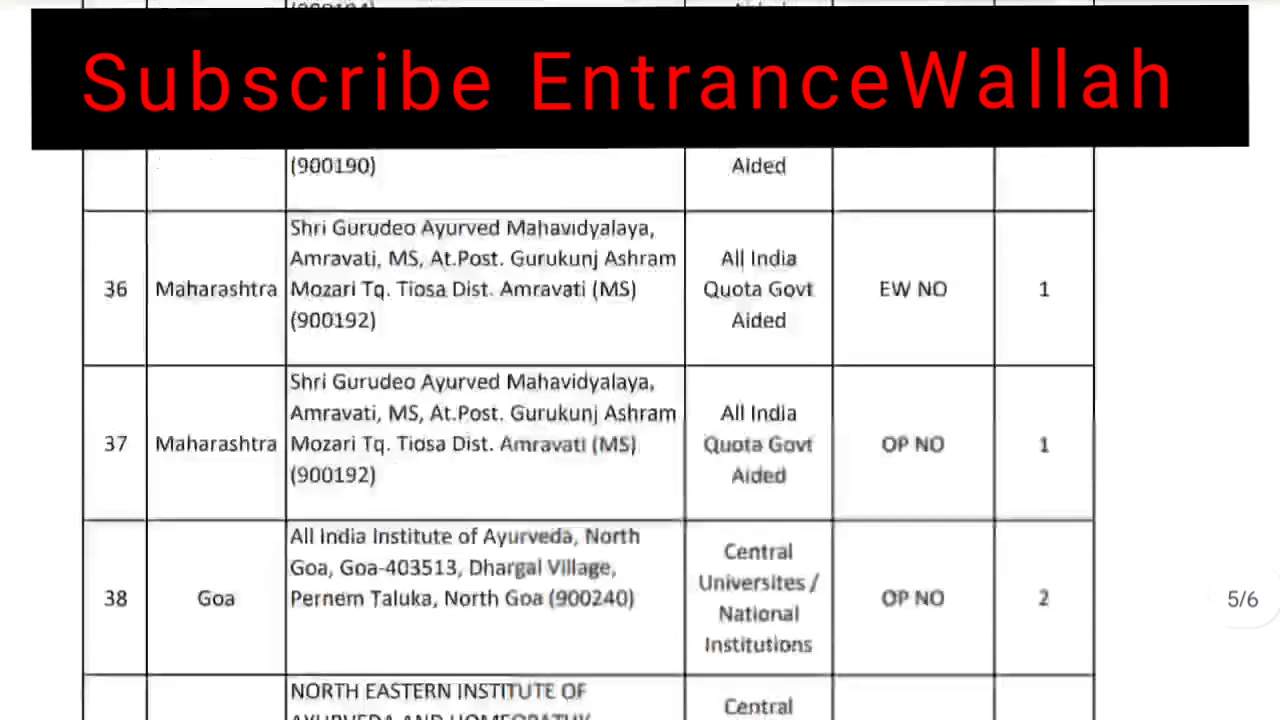 Subscribe EntranceWallah
(900190)
Aided
36
Maharashtra
Shri Gurudeo Ayurved Mahavidyalaya,
Amravati, MS, At.Post. Gurukunj Ashram
Mozari Tq. Tiosa Dist. Amravati (MS)
(900192)
All India
Quota Govt
Aided
EW NO
1
37
Maharashtra
Shri Gurudeo Ayurved Mahavidyalaya,
Amravati, MS, At.Post. Gurukunj Ashram
Mozari Tq. Tiosa Dist. Amravati (MS)
(900192)
All India
Quota Govt
Aided
OP NO
1
38
Goa
All India Institute of Ayurveda, North
Goa, Goa-403513, Dhargal Village,
Pernem Taluka, North Goa (900240)
Central
Universites /
National
Institutions
OP NO
2
5/6
NORTH EASTERN INSTITUTE OF
AYURVEDA AND HOMEOPATHY
Central